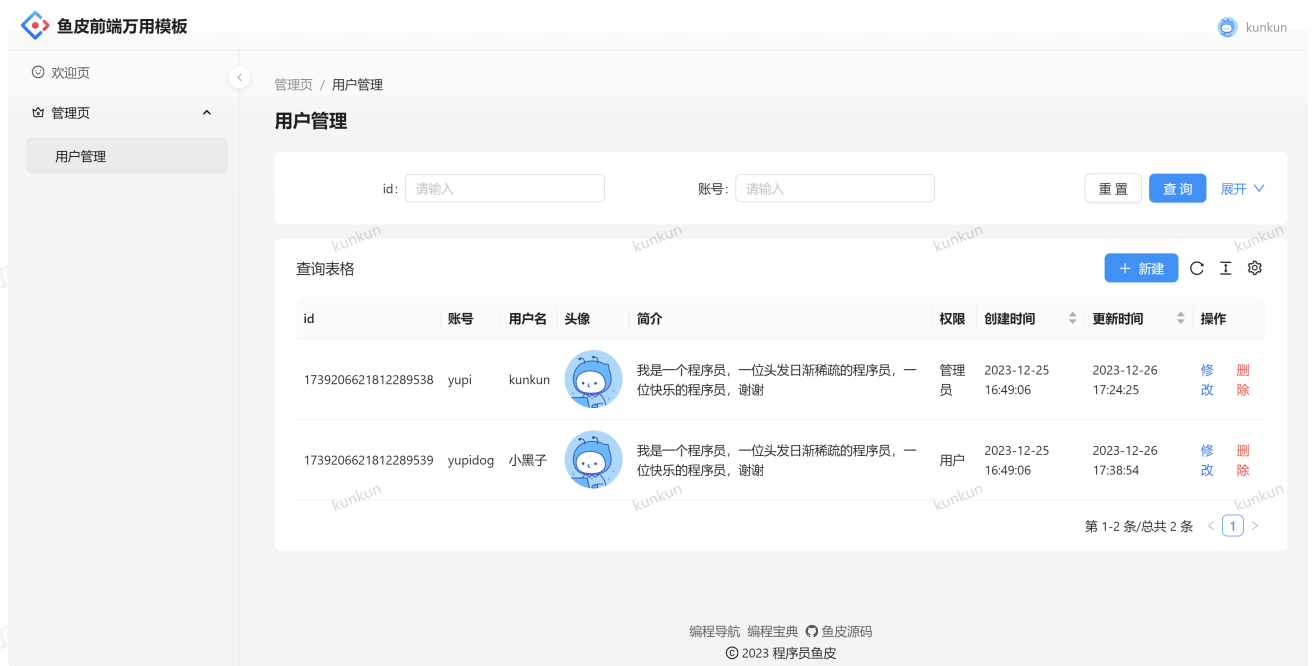 鱼皮前端万用模板
kunkun
欢迎页
管理页
用户管理
管理页 / 用户管理
用户管理
id: 请输入 账号: 请输入 重 置 查 询 展开
kunkun kunkun kunkun kunkun
查询表格 + 新建
id 账号 用户名 头像 简介 权限 创建时间 更新时间 操作
1739206621812289538 yupi kunkun 我是一个程序员，一位头发日渐稀疏的程序员，一 管理 2023-12-25 2023-12-26 修 删
位快乐的程序员，谢谢 员 16:49:06 17:24:25 改 除
1739206621812289539 yupidog 小黑子 我是一个程序员，一位头发日渐稀疏的程序员，一 用户 2023-12-25 2023-12-26 修 删
位快乐的程序员，谢谢 16:49:06 17:38:54 改 除
kunkun kunkun kunkun kunkun
第 1-2 条/总共 2 条 < 1 >
编程导航 编程宝典 鱼皮源码
© 2023 程序员鱼皮